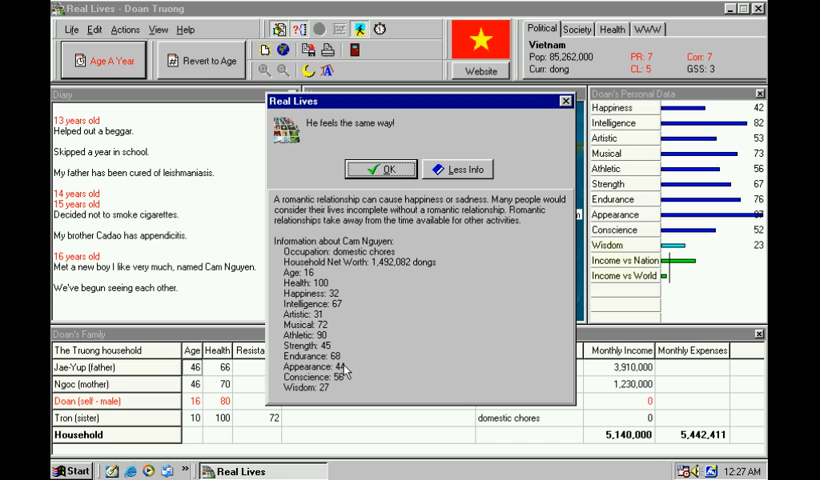 Real Lives - Doan Truong
Life Edit Actions View Help
Age A Year
Revert to Age
Website
Political Society Health WWW
Vietnam
Pop: 85,262,000 PR: 7 Corr: 7
Curr: dong CL: 5 GSS: 3
Diary
13 years old
Helped out a beggar.
Skipped a year in school.
My father has been cured of leishmaniasis.
14 years old
15 years old
Decided not to smoke cigarettes.
My brother Cadao has appendicitis.
16 years old
Met a new boy I like very much, named Cam Nguyen.
We've begun seeing each other.
Real Lives
He feels the same way!
OK
Less Info
A romantic relationship can cause happiness or sadness. Many people would
consider their lives incomplete without a romantic relationship. Romantic
relationships take away from the time available for other activities.
Information about Cam Nguyen:
Occupation: domestic chores
Household Net Worth: 1,492,082 dongs
Age: 16
Health: 100
Happiness: 32
Intelligence: 67
Artistic: 31
Musical: 72
Athletic: 90
Strength: 45
Endurance: 68
Appearance: 44
Conscience: 56
Wisdom: 27
Doan's Personal Data
Happiness 42
Intelligence 82
Artistic 53
Musical 73
Athletic 56
Strength 67
Endurance 76
Appearance
Conscience 52
Wisdom 23
Income vs Nation
Income vs World
Doan's Family
The Truong household Age Health Resista Monthly Income Monthly Expenses
Jae-Yup (father) 46 66 3,910,000
Ngoc (mother) 46 70 1,230,000
Doan (self - male) 16 80 0
Tron (sister) 10 100 72 domestic chores 0
Household 5,140,000 5,442,411
Start
Real Lives
12:27 AM